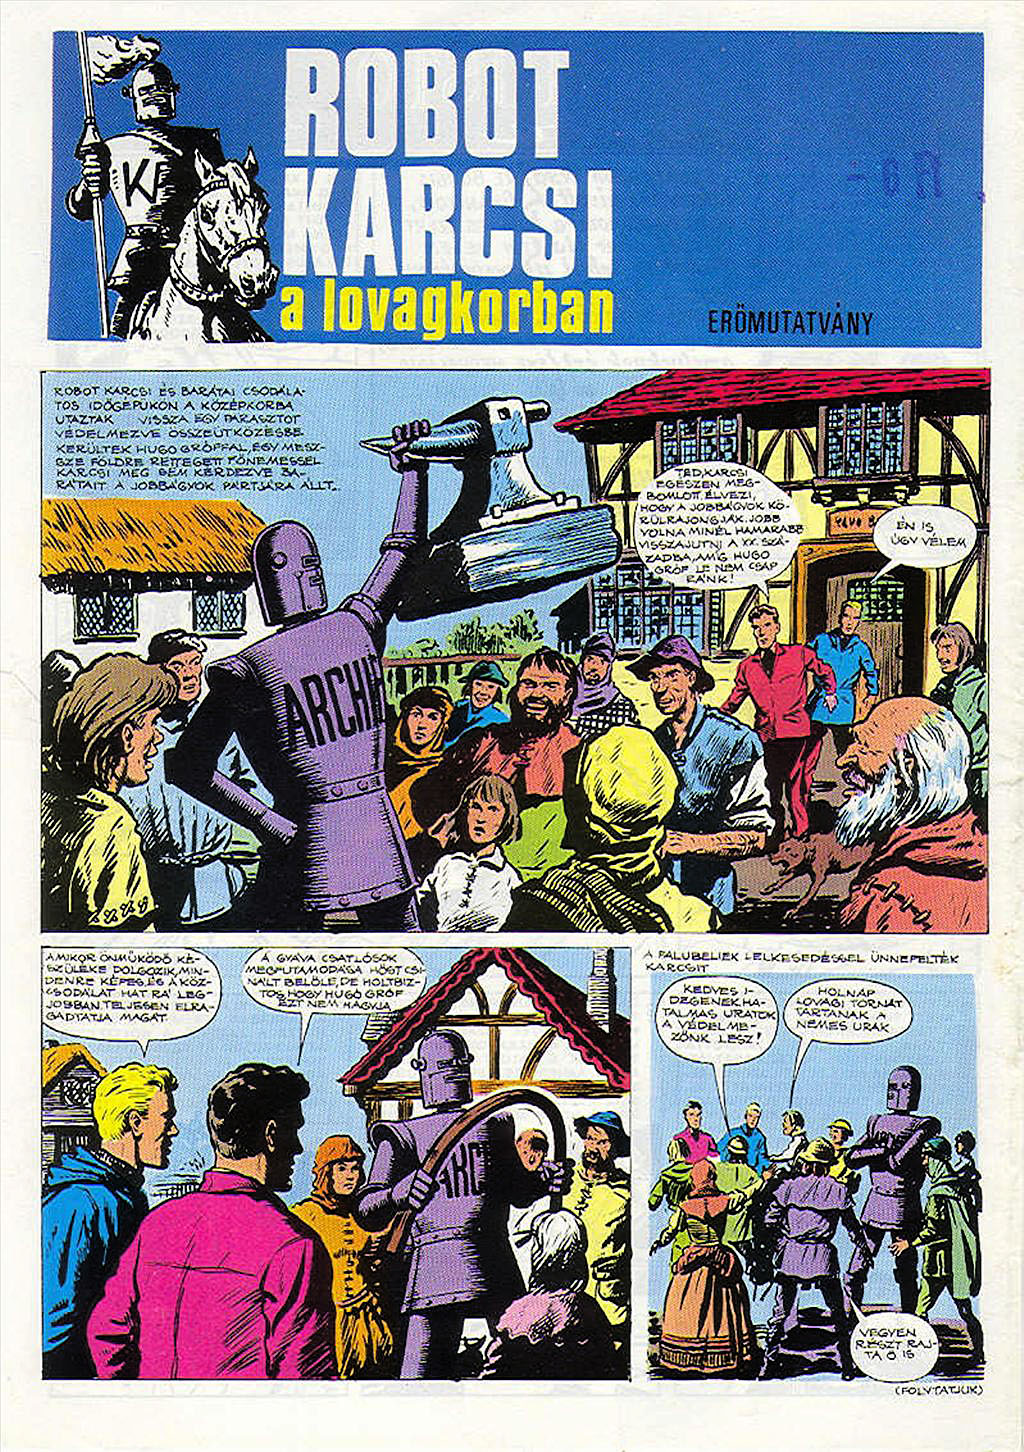 K
ROBOT
KARCSI
a lovagkorban
ERŐMUTATVÁNY
ROBOT KARCSI ÉS BARÁTAI CSODÁLA-
TOS IDŐGÉPÜKÖN A KÖZÉPKORBA
UTAZTAK VISSZA EGY PARASZTOT
VÉDELMEZVE ÖSSZEÜTKÖZÉSBE
KERÜLTEK HUGO GRÓFFAL, EGY MESZ-
SZE FÖLDRE RETTEGETT FŐNEMESSEL
KARCSI MEG SEM KÉRDEZVE BA-
RÁTAIT A JOBBÁGYOK PÁRTJÁRA ÁLLT..
TED, KARCSI
EGÉSZEN MEG-
BOMLOTT. ÉLVEZI,
HOGY A JOBBÁGYOK KÖ-
RÜLRAJONGJÁK. JOBB
VOLNA MINÉL HAMARABB
VISSZAJUTNI A XX. SZÁ-
ZADBA, AMÍG HUGO
GRÓF LE NEM CSAP
RÁNK!
ÉN IS
ÚGY VÉLEM
ARCHIE
AMIKOR ÖNMŰKÖDŐ KÉ-
SZÜLÉKE DOLGOZIK, MIN-
DENRE KÉPES, ÉS A KÖZ-
CSODÁLAT HAT RÁ LEG-
JOBBAN, TELJESEN ELRA-
GADTATJA MAGÁT
A GYÁVA CSATLÓSOK
MEGFUTAMODÁSA HŐST CSI-
NÁLT BELŐLE, DE HOLTBIZ-
TOS, HOGY HUGÓ GRÓF
EZT NEM HAGYJA
ARC
A FALUBELIEK LELKESEDÉSSEL ÜNNEPELTÉK
KARCSIT
KEDVES I-
DEGENEK, HA-
TALMAS URATOK
A VÉDELME-
ZŐNK LESZ!
HOLNAP
LOVAGI TORNÁT
TARTANAK A
NEMES URAK
VEGYEN
RÉSZT RAJ-
TA Ő IS
(FOLYTATJUK)